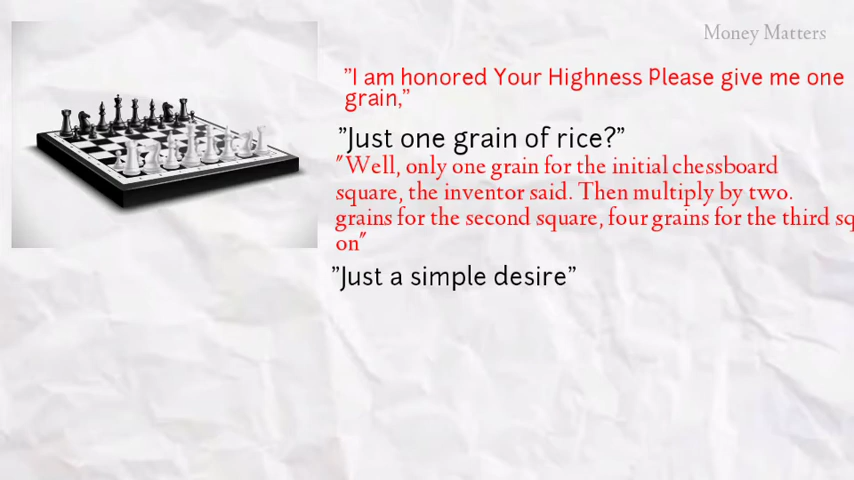 Money Matters
"I am honored Your Highness Please give me one
grain,"
"Just one grain of rice?"
"Well, only one grain for the initial chessboard
square, the inventor said. Then multiply by two.
grains for the second square, four grains for the third sq
on"
"Just a simple desire"